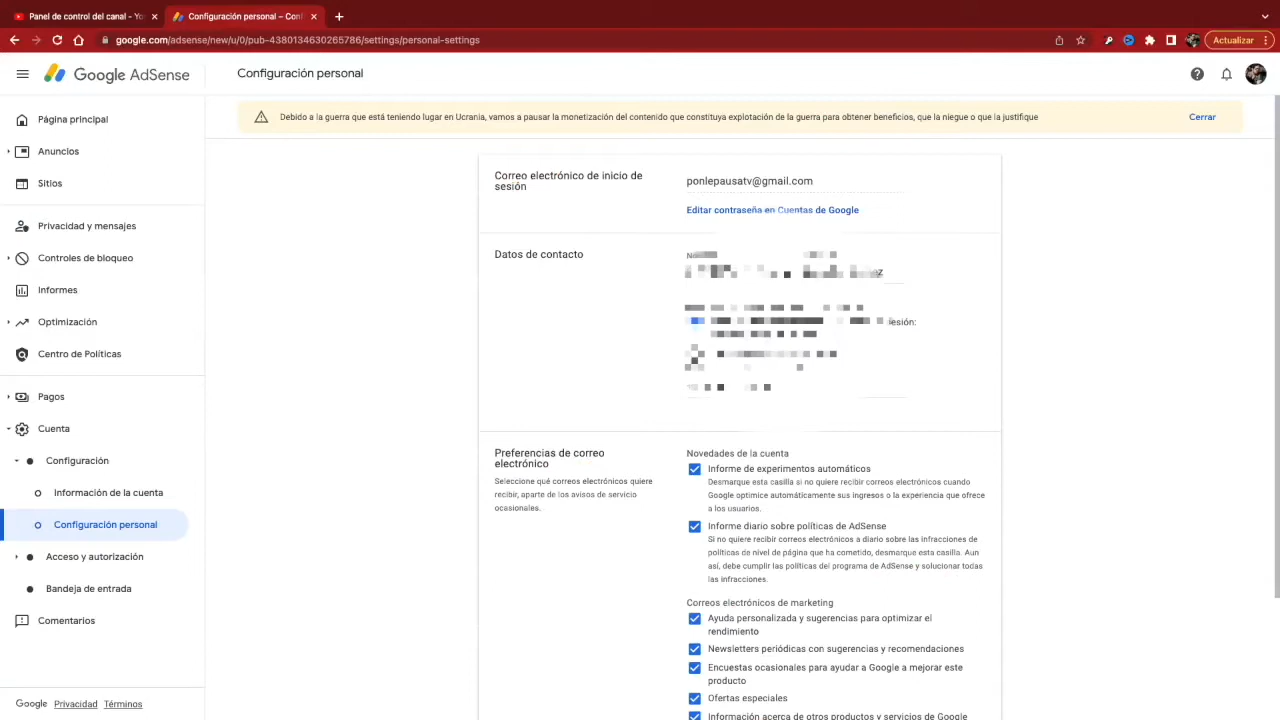 Panel de control del canal - Yo
Configuración personal – Conf
google.com/adsense/new/u/0/pub-4380134630265786/settings/personal-settings
Actualizar
Google AdSense
Configuración personal
Debido a la guerra que está teniendo lugar en Ucrania, vamos a pausar la monetización del contenido que constituya explotación de la guerra para obtener beneficios, que la niegue o que la justifique
Cerrar
Página principal
Anuncios
Sitios
Privacidad y mensajes
Controles de bloqueo
Informes
Optimización
Centro de Políticas
Pagos
Cuenta
Configuración
Información de la cuenta
Configuración personal
Acceso y autorización
Bandeja de entrada
Comentarios
Google Privacidad Términos
Correo electrónico de inicio de
sesión
ponlepausatv@gmail.com
Editar contraseña en Cuentas de Google
Datos de contacto
Preferencias de correo
electrónico
Seleccione qué correos electrónicos quiere
recibir, aparte de los avisos de servicio
ocasionales.
Novedades de la cuenta
Informe de experimentos automáticos
Desmarque esta casilla si no quiere recibir correos electrónicos cuando
Google optimice automáticamente sus ingresos o la experiencia que ofrece
a los usuarios.
Informe diario sobre políticas de AdSense
Si no quiere recibir correos electrónicos a diario sobre las infracciones de
políticas de nivel de página que ha cometido, desmarque esta casilla. Aun
así, debe cumplir las políticas del programa de AdSense y solucionar todas
las infracciones.
Correos electrónicos de marketing
Ayuda personalizada y sugerencias para optimizar el
rendimiento
Newsletters periódicas con sugerencias y recomendaciones
Encuestas ocasionales para ayudar a Google a mejorar este
producto
Ofertas especiales
Información acerca de otros productos y servicios de Google